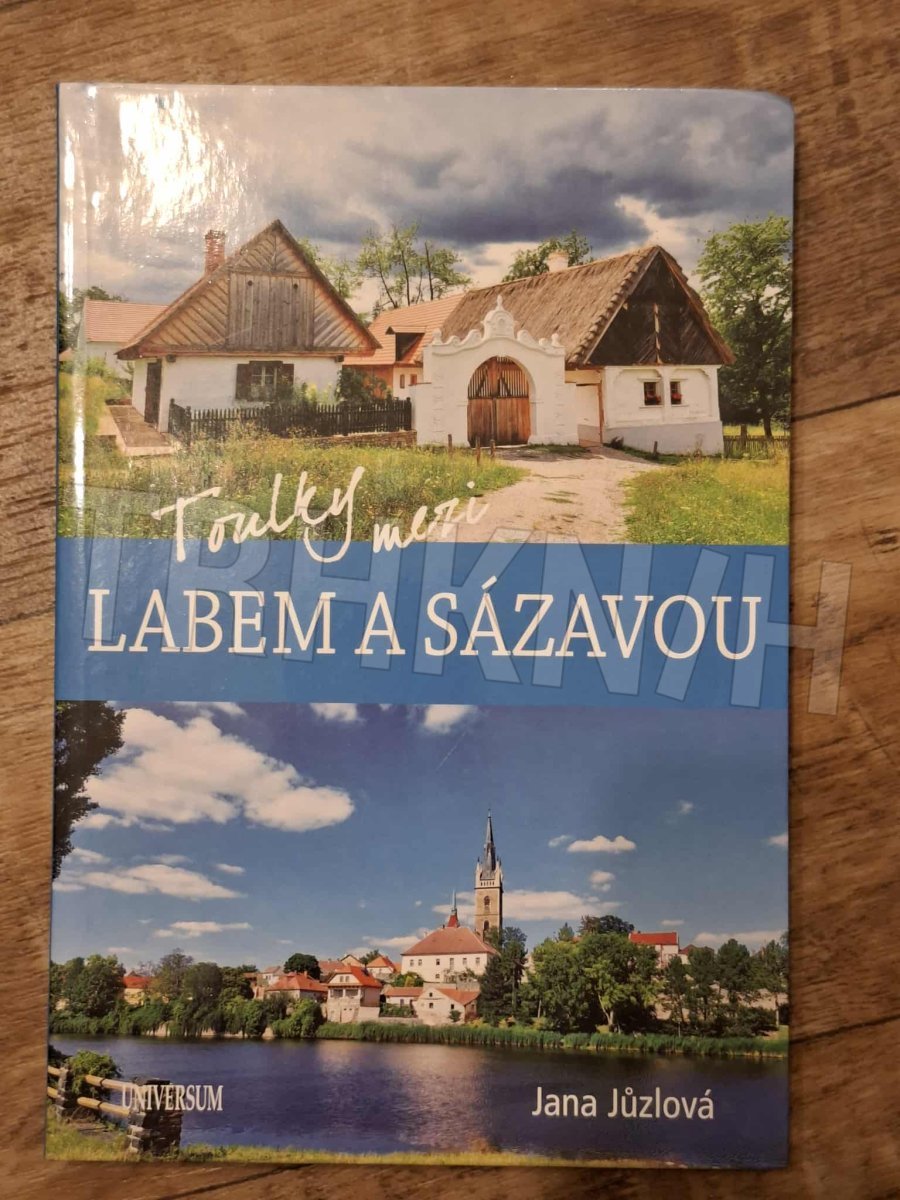 Toulky mezi
LABEM A SÁZAVOU
UNIVERSUM
Jana Jůzlová